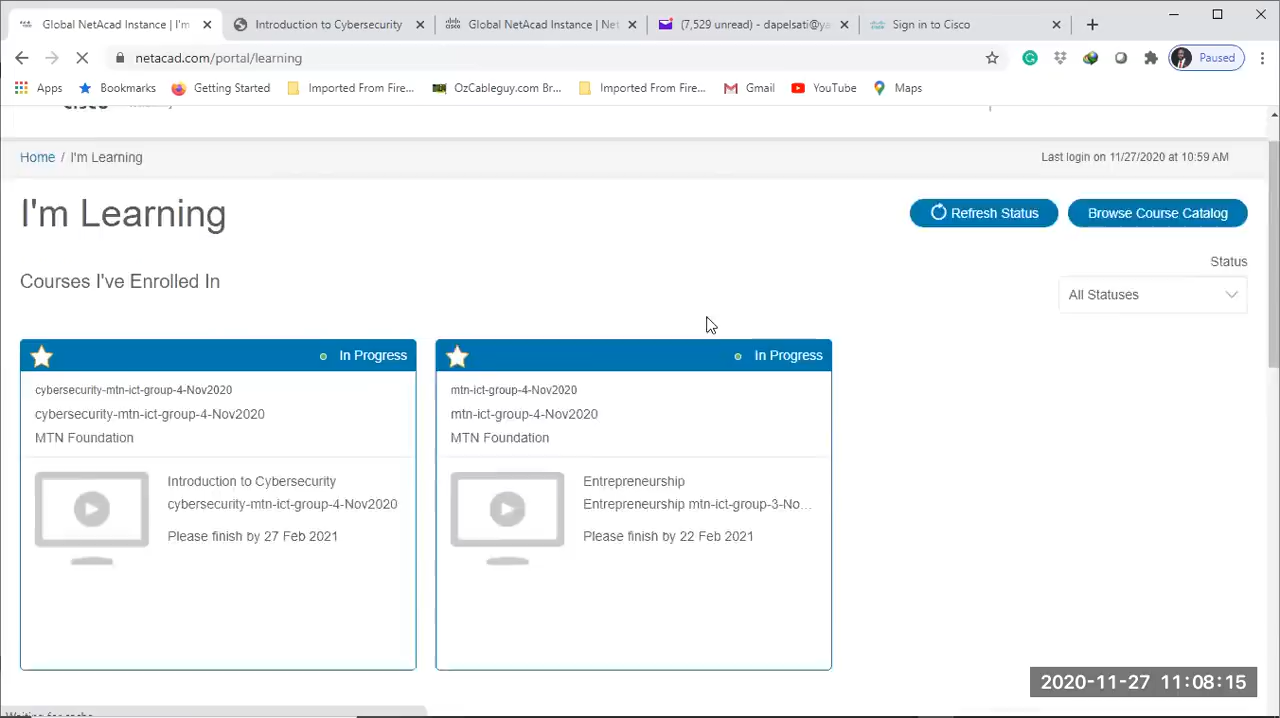 Global NetAcad Instance | I'm
Introduction to Cybersecurity
Global NetAcad Instance | Net
(7,529 unread) - dapelsati@ya
Sign in to Cisco
netacad.com/portal/learning
Paused
Apps
Bookmarks
Getting Started
Imported From Fire...
OzCableguy.com Br...
Imported From Fire...
Gmail
YouTube
Maps
Home / I'm Learning
Last login on 11/27/2020 at 10:59 AM
I'm Learning
Refresh Status
Browse Course Catalog
Status
Courses I've Enrolled In
All Statuses
In Progress
cybersecurity-mtn-ict-group-4-Nov2020
cybersecurity-mtn-ict-group-4-Nov2020
MTN Foundation
Introduction to Cybersecurity
cybersecurity-mtn-ict-group-4-Nov2020
Please finish by 27 Feb 2021
In Progress
mtn-ict-group-4-Nov2020
mtn-ict-group-4-Nov2020
MTN Foundation
Entrepreneurship
Entrepreneurship mtn-ict-group-3-No...
Please finish by 22 Feb 2021
2020-11-27 11:08:15